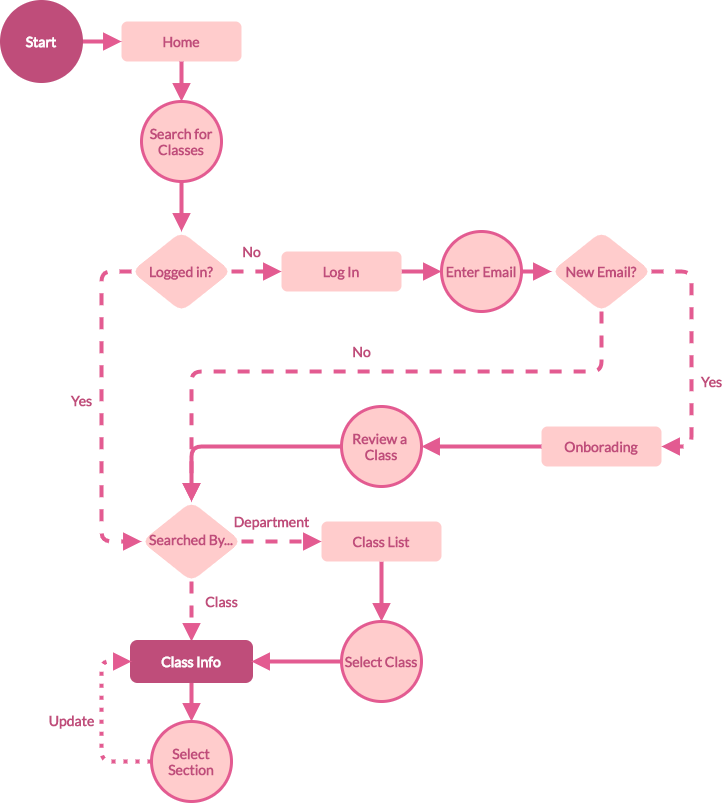 Start
Home
Search for
Classes
Logged in?
No
Log In
Enter Email
New Email?
No
Yes
Yes
Review a
Class
Onborading
Searched By...
Department
Class List
Class
Class Info
Select Class
Update
Select
Section